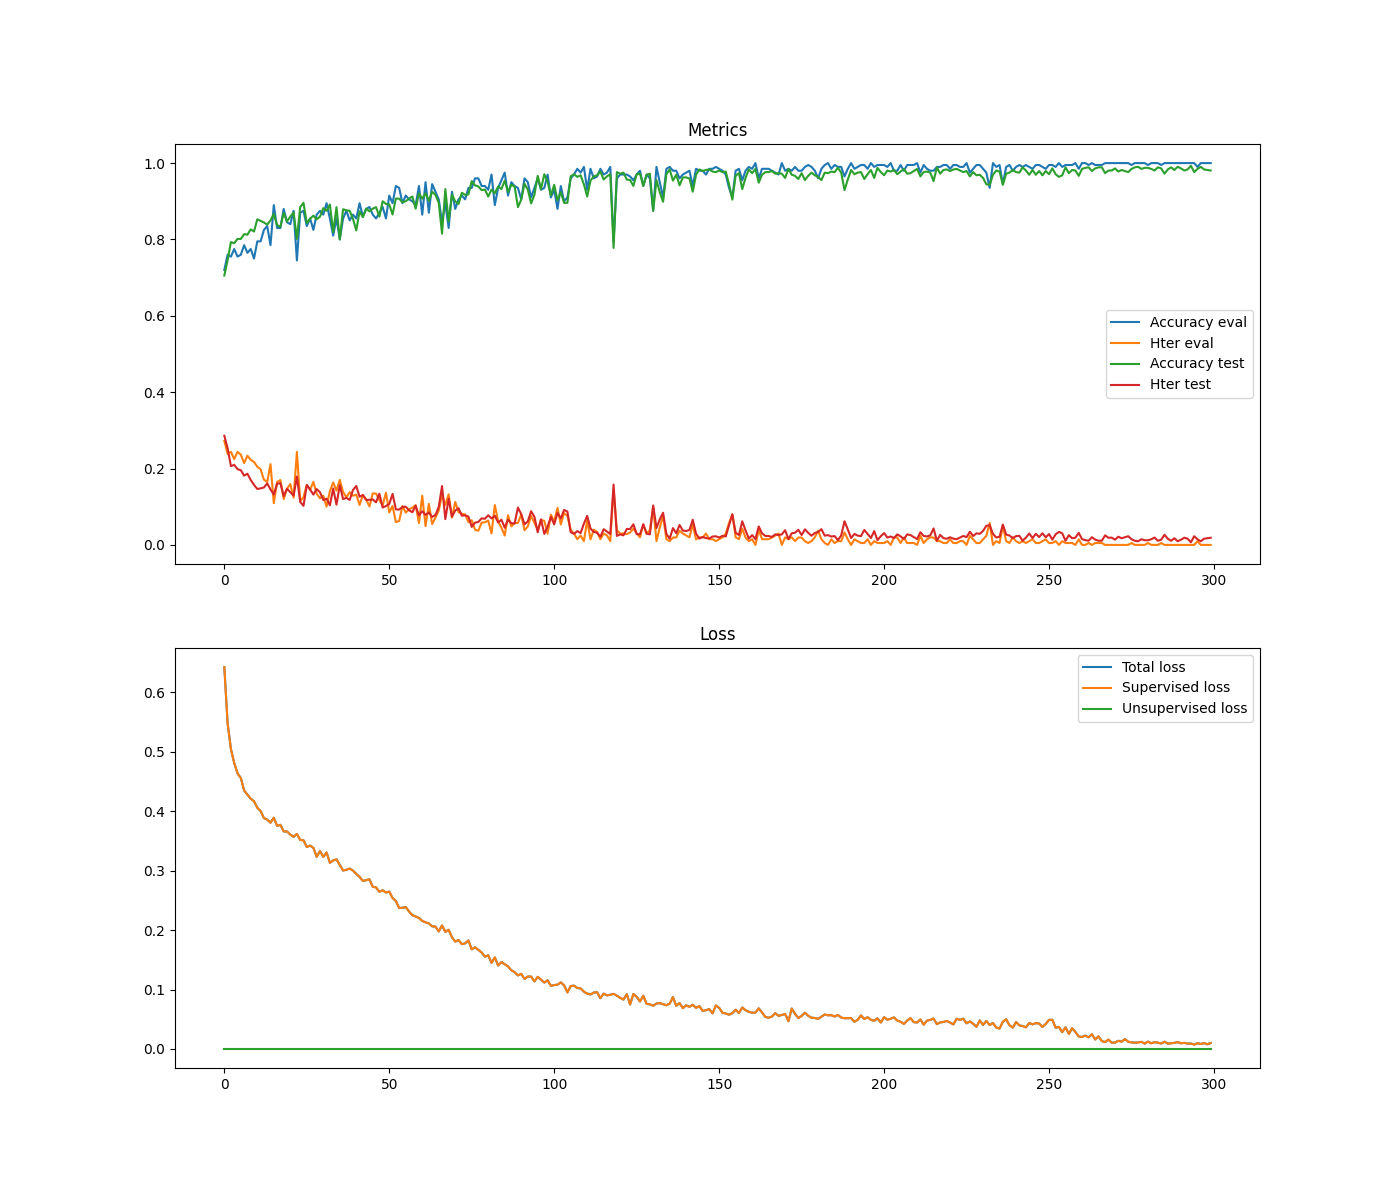 Metrics
1.0
0.8
0.6
0.4
0.2
0.0
Accuracy eval
Hter eval
Accuracy test
Hter test
0 50 100 150 200 250 300
Loss
0.6
0.5
0.4
0.3
0.2
0.1
0.0
Total loss
Supervised loss
Unsupervised loss
0 50 100 150 200 250 300